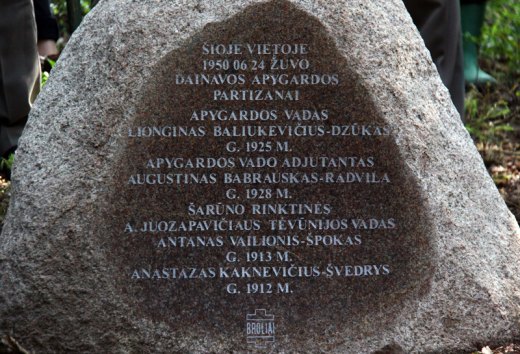 ŠIOJE VIETOJE
1950 06 24 ŽUVO
DAINAVOS APYGARDOS
PARTIZANAI
APYGARDOS VADAS
LIONGINAS BALIUKEVIČIUS-DZŪKAS
G. 1925 M.
APYGARDOS VADO ADJUTANTAS
AUGUSTINAS BABRAUSKAS-RADVILA
G. 1928 M.
ŠARŪNO RINKTINĖS
A. JUOZAPAVIČIAUS TĖVŪNIJOS VADAS
ANTANAS VAILIONIS-ŠPOKAS
G. 1913 M.
ANASTAZAS KAKNEVIČIUS-ŠVEDRYS
G. 1912 M.
BROLIAI